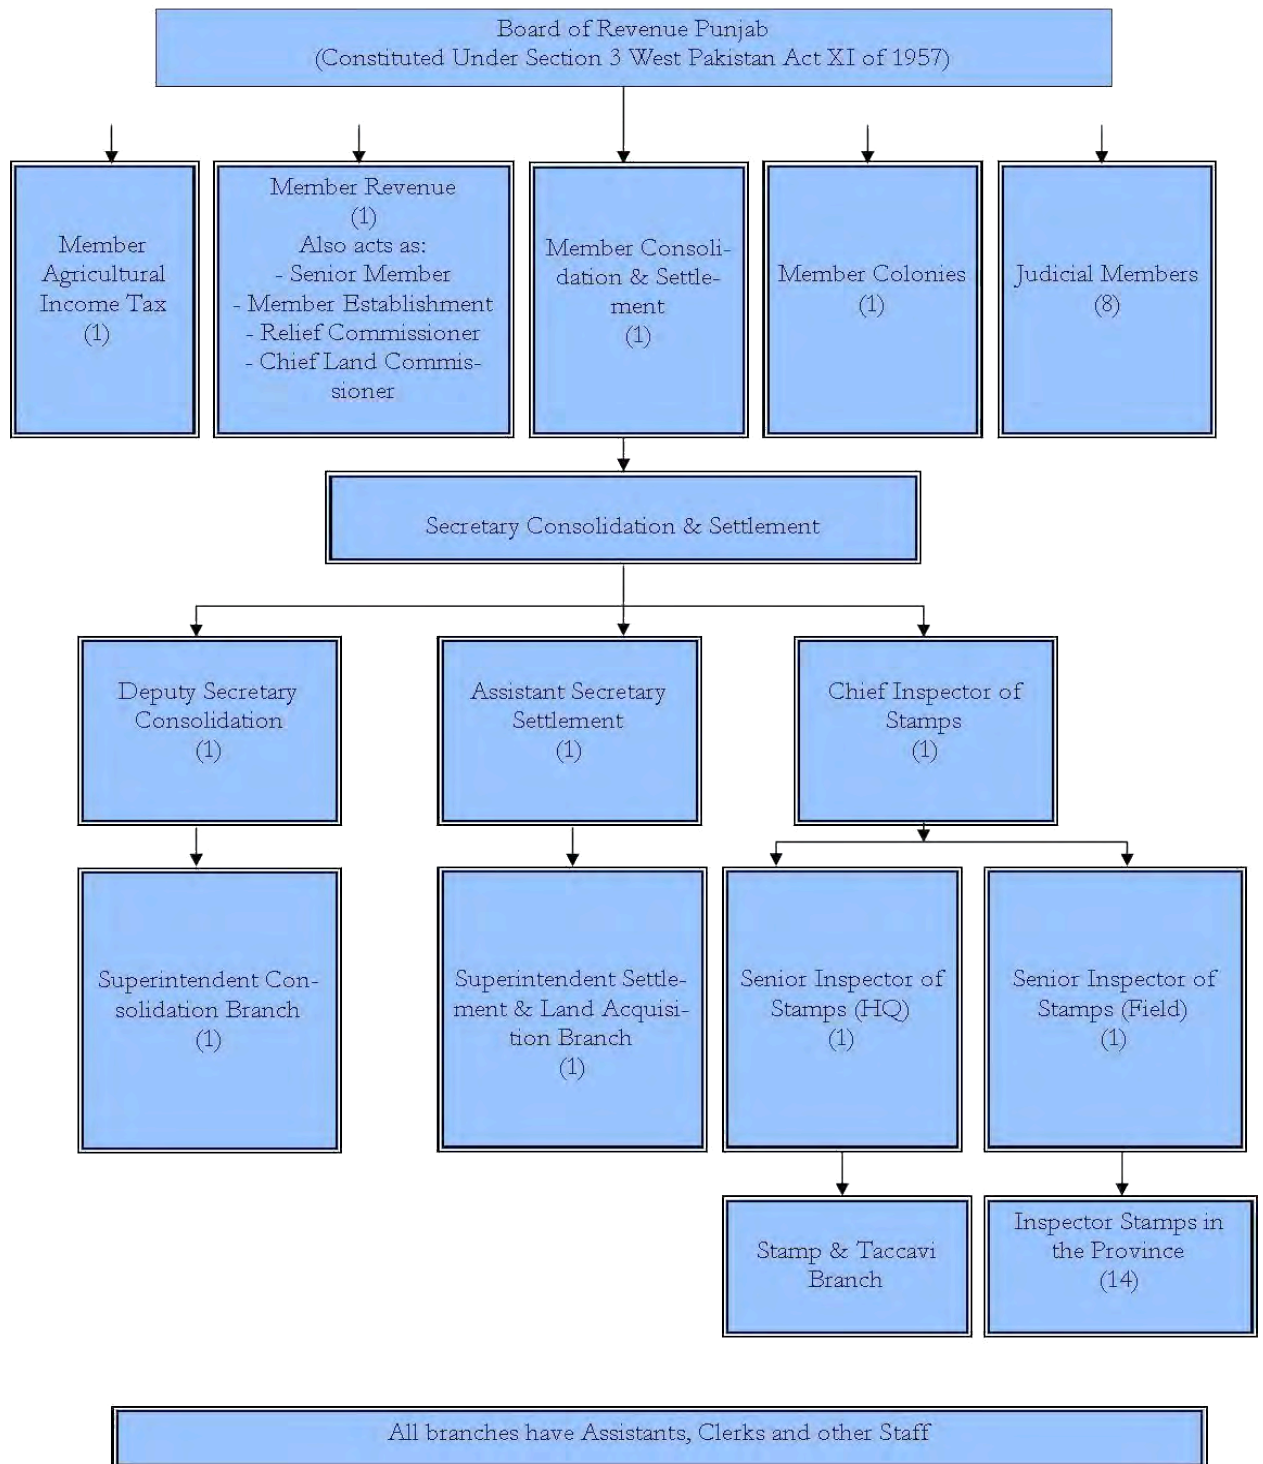 Board of Revenue Punjab
(Constituted Under Section 3 West Pakistan Act XI of 1957)
Member
Agricultural
Income Tax
(1)
Member Revenue
(1)
Also acts as:
- Senior Member
- Member Establishment
- Relief Commissioner
- Chief Land Commis-
sioner
Member Consoli-
dation & Settle-
ment
(1)
Member Colonies
(1)
Judicial Members
(8)
Secretary Consolidation & Settlement
Deputy Secretary
Consolidation
(1)
Assistant Secretary
Settlement
(1)
Chief Inspector of
Stamps
(1)
Superintendent Con-
solidation Branch
(1)
Superintendent Settle-
ment & Land Acquisi-
tion Branch
(1)
Senior Inspector of
Stamps (HQ)
(1)
Senior Inspector of
Stamps (Field)
(1)
Stamp & Taccavi
Branch
Inspector Stamps in
the Province
(14)
All branches have Assistants, Clerks and other Staff